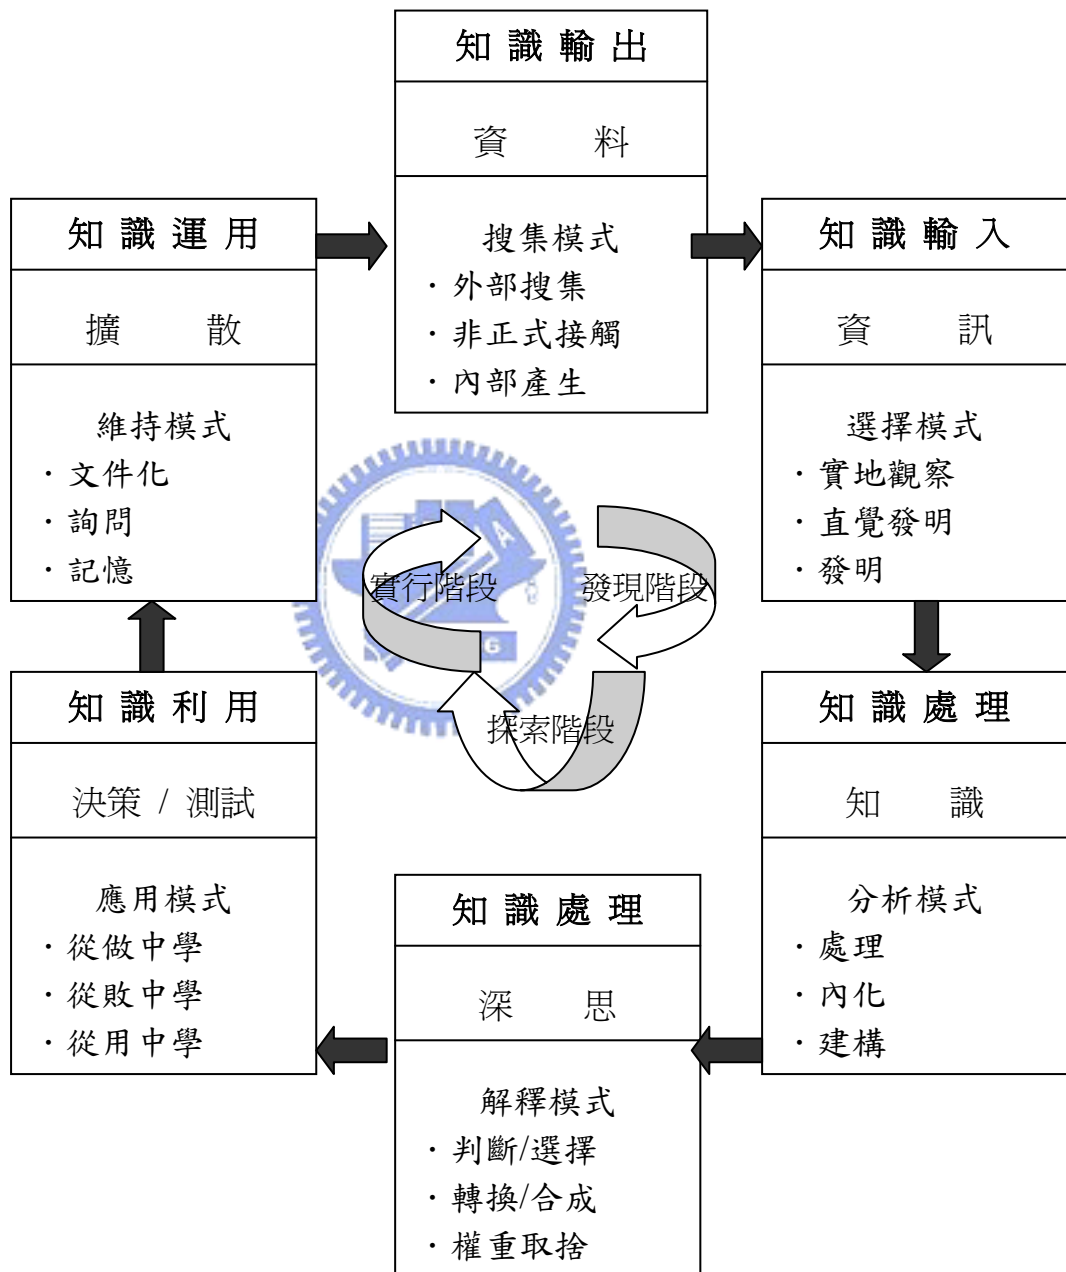 知識輸出
資料
搜集模式
・外部搜集
・非正式接觸
・內部產生
知識輸入
資訊
選擇模式
・實地觀察
・直覺發明
・發明
知識處理
知識
分析模式
・處理
・內化
・建構
知識處理
深思
解釋模式
・判斷/選擇
・轉換/合成
・權重取捨
知識利用
決策 / 測試
應用模式
・從做中學
・從敗中學
・從用中學
知識運用
擴散
維持模式
・文件化
・詢問
・記憶
實行階段
發現階段
探索階段